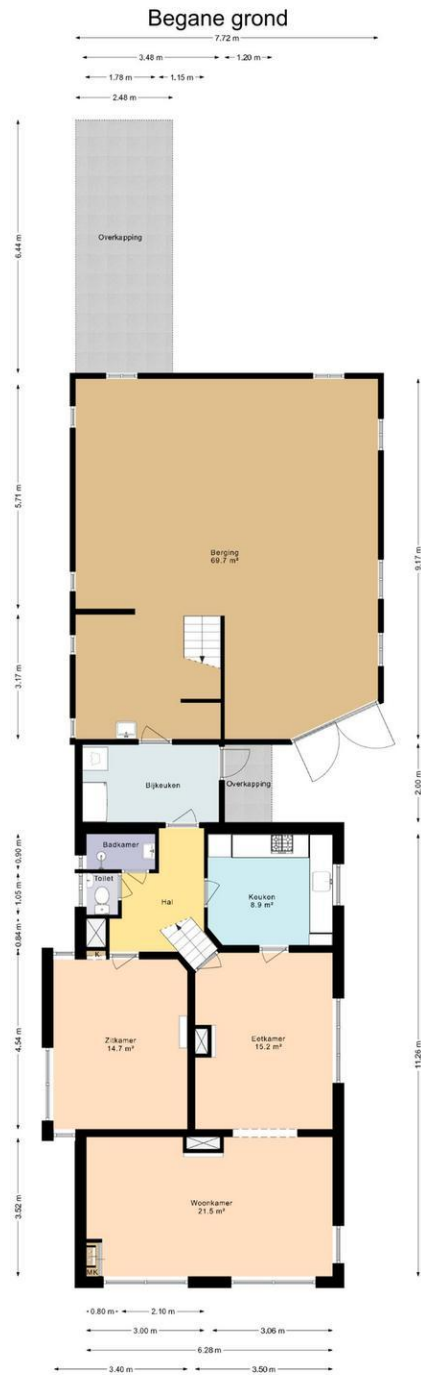 Begane grond
7.72 m
3.48 m 1.20 m
1.78 m 1.15 m
2.48 m
6.44 m
Overkapping
5.71 m
9.17 m
Berging
69.7 m²
3.17 m
2.00 m
Bijkeuken
Overkapping
0.90 m
Badkamer
1.05 m
Toilet
Hal
Keuken
8.9 m²
0.84 m
K
4.54 m
Zitkamer
14.7 m²
Eetkamer
15.2 m²
11.26 m
3.52 m
Woonkamer
21.5 m²
MK
0.80 m 2.10 m
3.00 m 3.06 m
6.28 m
3.40 m 3.50 m